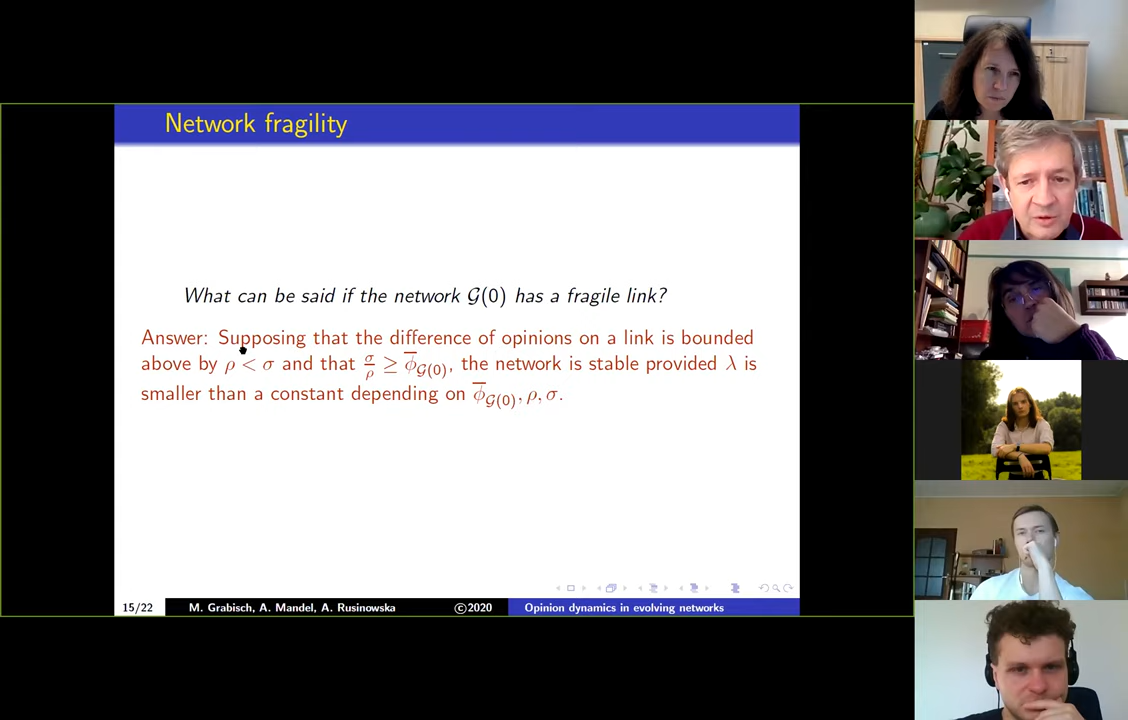 Network fragility
What can be said if the network 𝒢(0) has a fragile link?
Answer: Supposing that the difference of opinions on a link is bounded
above by ρ < σ and that σ/ρ ≥ ϕ̅_𝒢(0), the network is stable provided λ is
smaller than a constant depending on ϕ̅_𝒢(0), ρ, σ.
15/22 M. Grabisch, A. Mandel, A. Rusinowska ©2020 Opinion dynamics in evolving networks